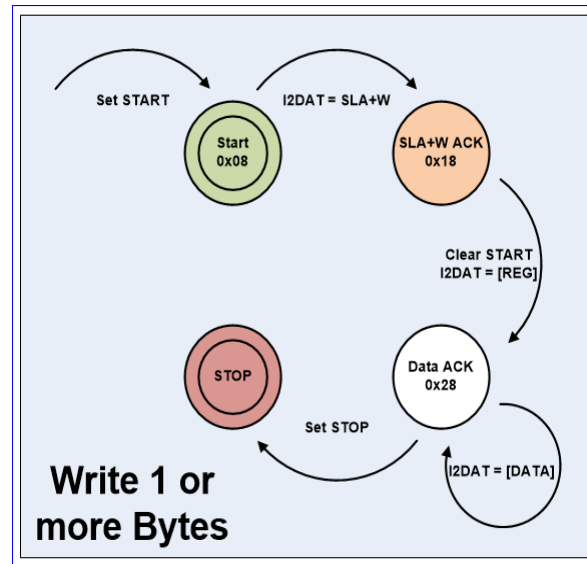 Set START
Start
0x08
I2DAT = SLA+W
SLA+W ACK
0x18
Clear START
I2DAT = [REG]
STOP
Data ACK
0x28
Set STOP
I2DAT = [DATA]
Write 1 or
more Bytes